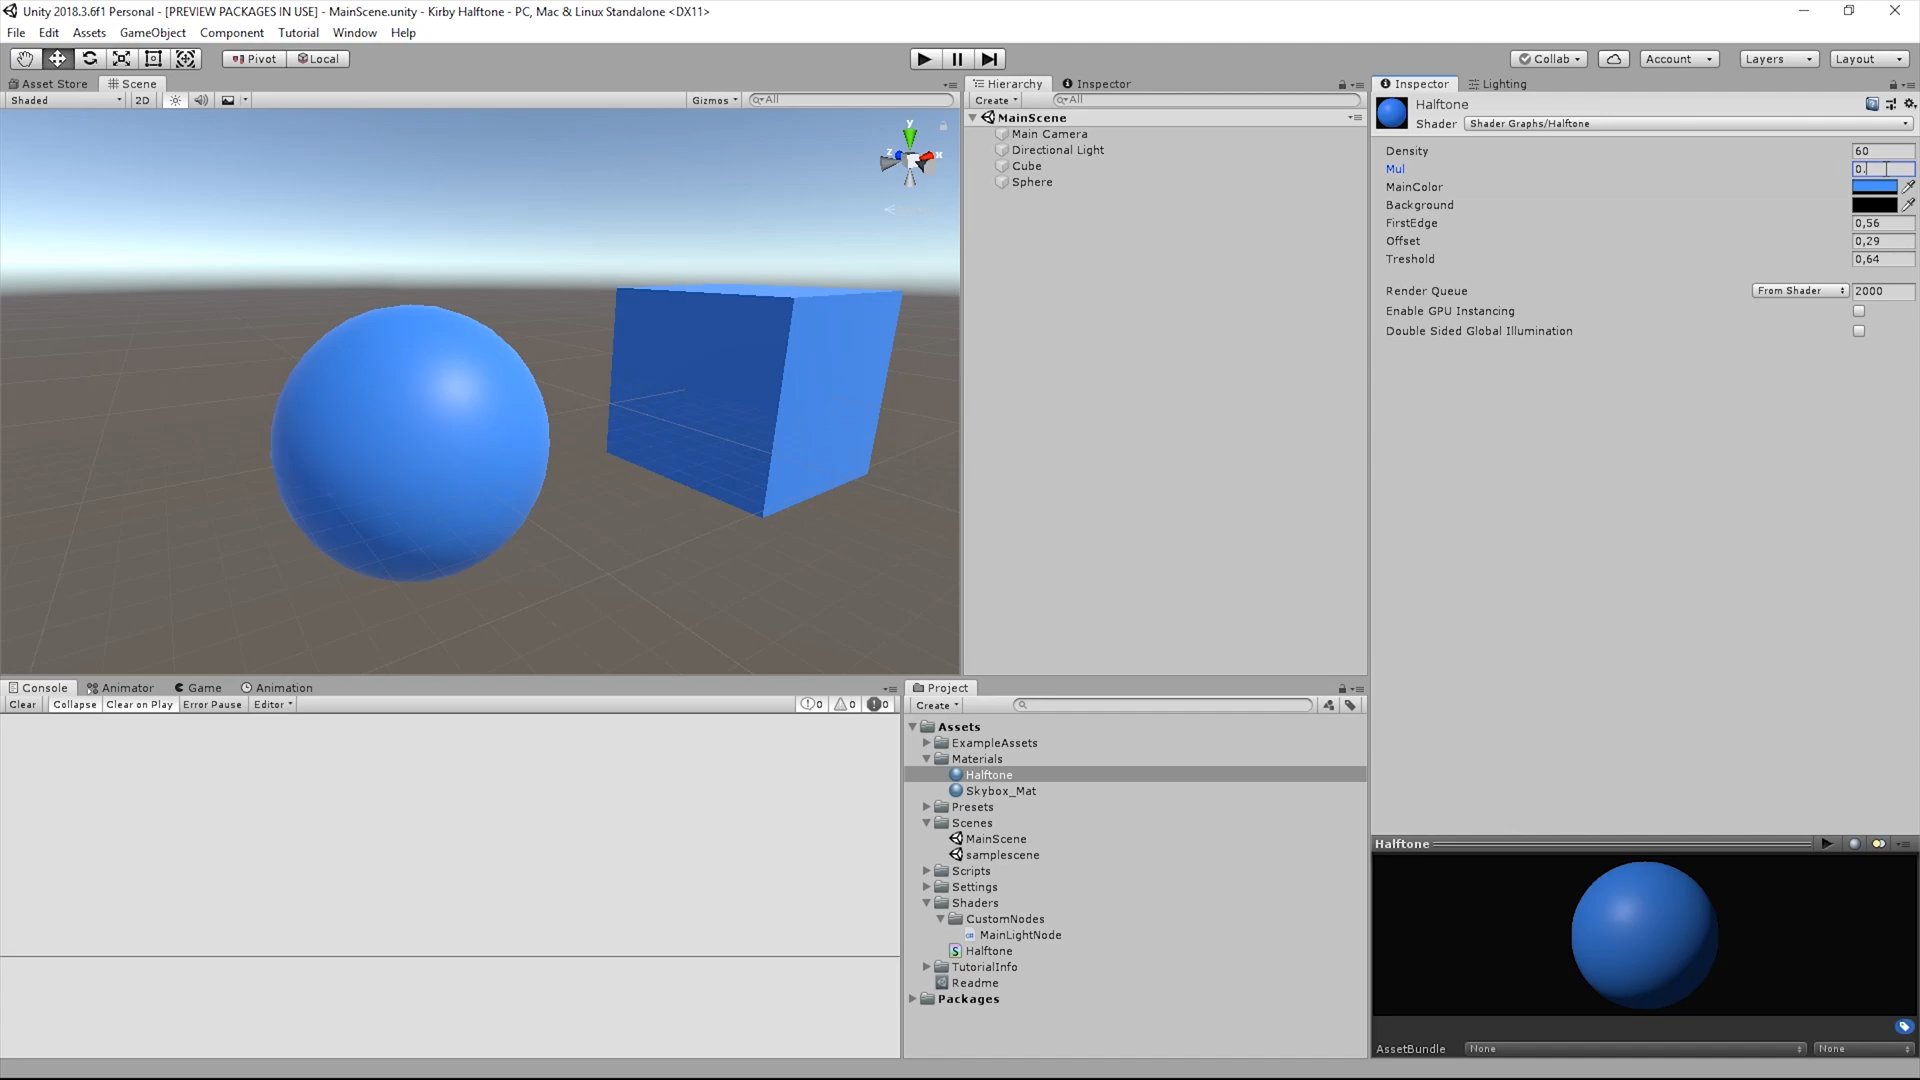 Unity 2018.3.6f1 Personal - [PREVIEW PACKAGES IN USE] - MainScene.unity - Kirby Halftone - PC, Mac & Linux Standalone <DX11>
File Edit Assets GameObject Component Tutorial Window Help
Pivot Local Collab Account Layers Layout
Asset Store Scene
Shaded 2D Gizmos All
y
z x
Hierarchy Inspector
Create All
MainScene
Main Camera
Directional Light
Cube
Sphere
Inspector Lighting
Halftone
Shader Shader Graphs/Halftone
Density 60
Mul 0.
MainColor
Background
FirstEdge 0,56
Offset 0,29
Treshold 0,64
Render Queue From Shader 2000
Enable GPU Instancing
Double Sided Global Illumination
Console Animator Game Animation
Clear Collapse Clear on Play Error Pause Editor 0 0 0
Project
Create
Assets
ExampleAssets
Materials
Halftone
Skybox_Mat
Presets
Scenes
MainScene
samplescene
Scripts
Settings
Shaders
CustomNodes
MainLightNode
Halftone
TutorialInfo
Readme
Packages
Halftone
AssetBundle None None